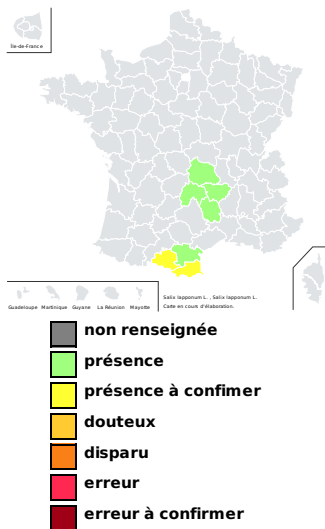 Île-de-France
Guadeloupe Martinique Guyane La Réunion Mayotte
Salix lapponum L. , Salix lapponum L.
Carte en cours d'élaboration.
non renseignée
présence
présence à confimer
douteux
disparu
erreur
erreur à confirmer